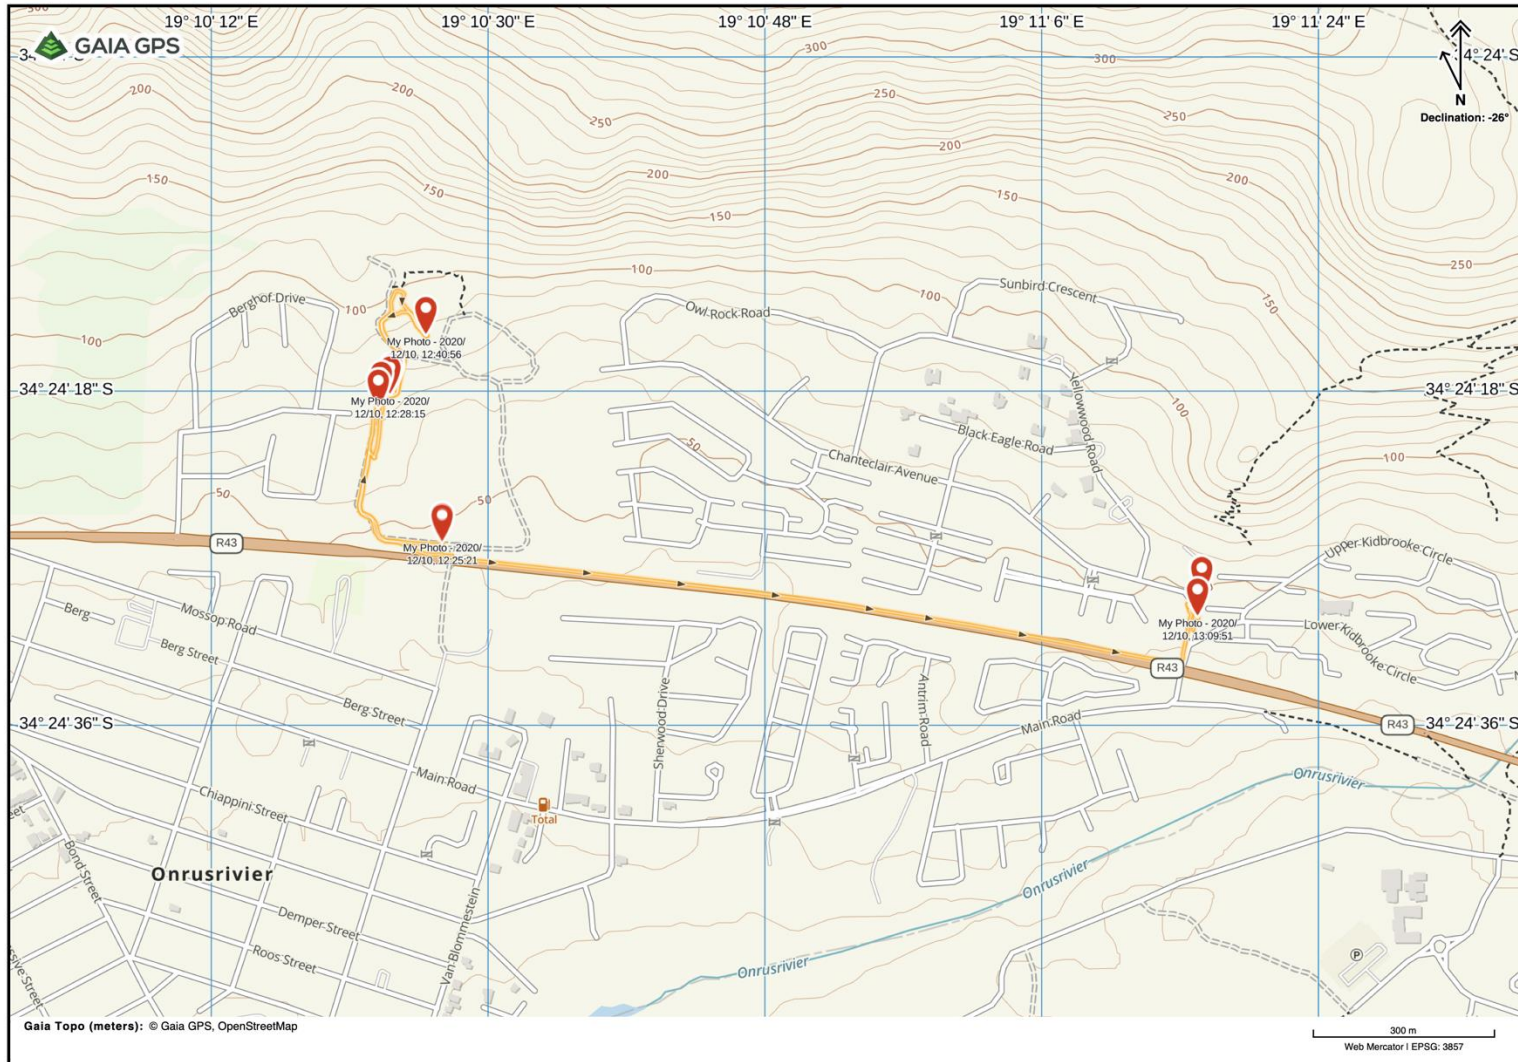 19° 10' 12" E
19° 10' 30" E
19° 10' 48" E
19° 11' 6" E
19° 11' 24" E
GAIA GPS
4° 24' S
N
Declination: -26°
300
300
250
250
250
200
200
200
200
200
150
150
150
150
150
250
100
100
100
100
100
100
50
50
50
Berghof Drive
Owl Rock Road
Sunbird Crescent
My Photo - 2020/
12/10, 12:40:56
34° 24' 18" S
34° 24' 18" S
My Photo - 2020/
12/10, 12:28:15
Yellowwood Road
Black Eagle Road
Chanteclair Avenue
R43
My Photo - 2020/
12/10, 12:25:21
Upper Kidbrooke Circle
My Photo - 2020/
12/10, 13:09:51
Lower Kidbrooke Circle
Berg
Mossop Road
Berg Street
Berg Street
Sherwood Drive
Antrim Road
R43
Main Road
R43
34° 24' 36" S
34° 24' 36" S
Main Road
Chiappini Street
Total
Onrusrivier
Bond Street
Onrusrivier
Onrusrivier
Onrusrivier
P
Demper Street
Roos Street
Van Blommestein
Gaia Topo (meters): © Gaia GPS, OpenStreetMap
300 m
Web Mercator | EPSG: 3857